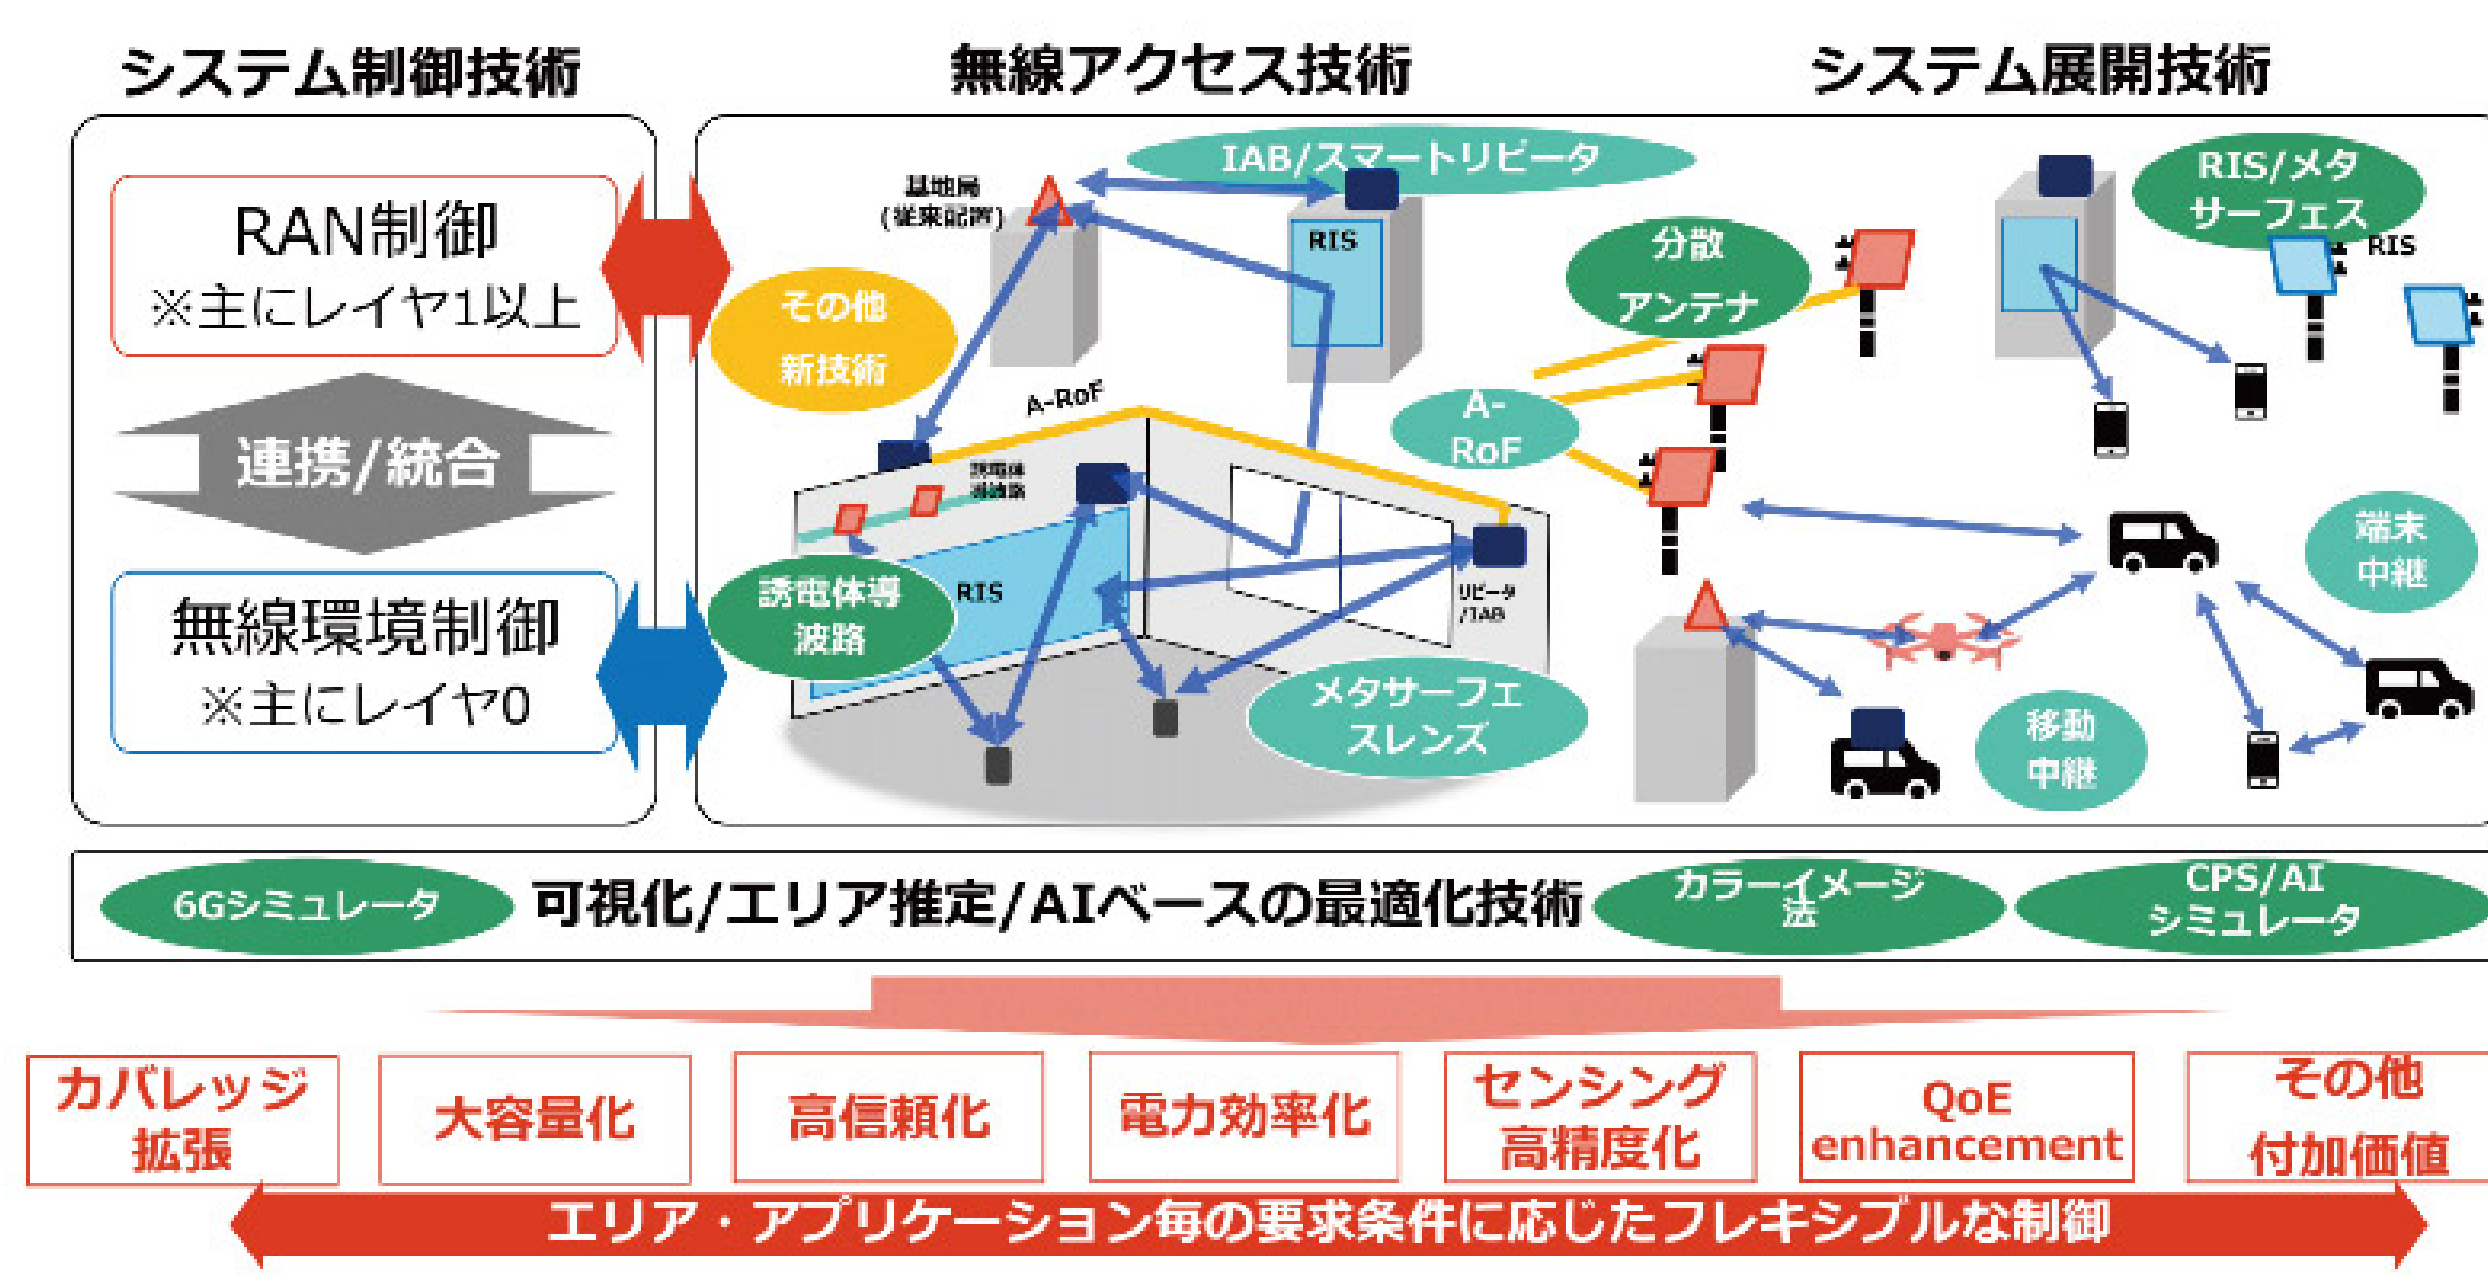 システム制御技術
無線アクセス技術
システム展開技術
RAN制御
※主にレイヤ1以上
連携/統合
無線環境制御
※主にレイヤ0
IAB/スマートリピータ
基地局
(従来配置)
RIS
その他
新技術
A-RoF
誘電体
導波路
RIS
誘電体導
波路
リピータ
/IAB
メタサーフェ
スレンズ
分散
アンテナ
A-
RoF
RIS/メタ
サーフェス
RIS
端末
中継
移動
中継
6Gシミュレータ
可視化/エリア推定/AIベースの最適化技術
カラーイメージ
法
CPS/AI
シミュレータ
カバレッジ
拡張
大容量化
高信頼化
電力効率化
センシング
高精度化
QoE
enhancement
その他
付加価値
エリア・アプリケーション毎の要求条件に応じたフレキシブルな制御